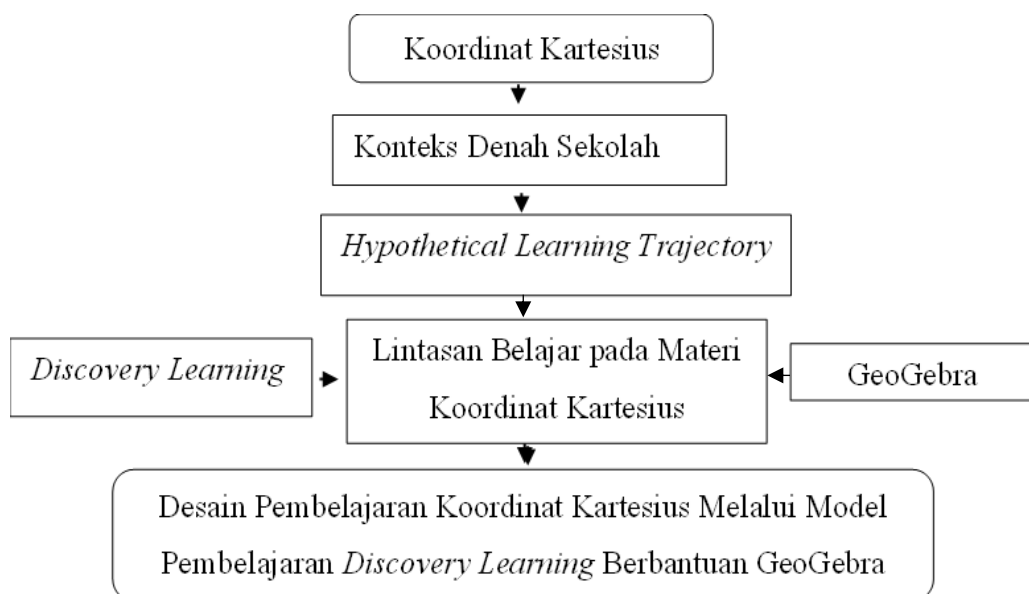 Koordinat Kartesius
Konteks Denah Sekolah
Hypothetical Learning Trajectory
Discovery Learning
Lintasan Belajar pada Materi
Koordinat Kartesius
GeoGebra
Desain Pembelajaran Koordinat Kartesius Melalui Model
Pembelajaran Discovery Learning Berbantuan GeoGebra